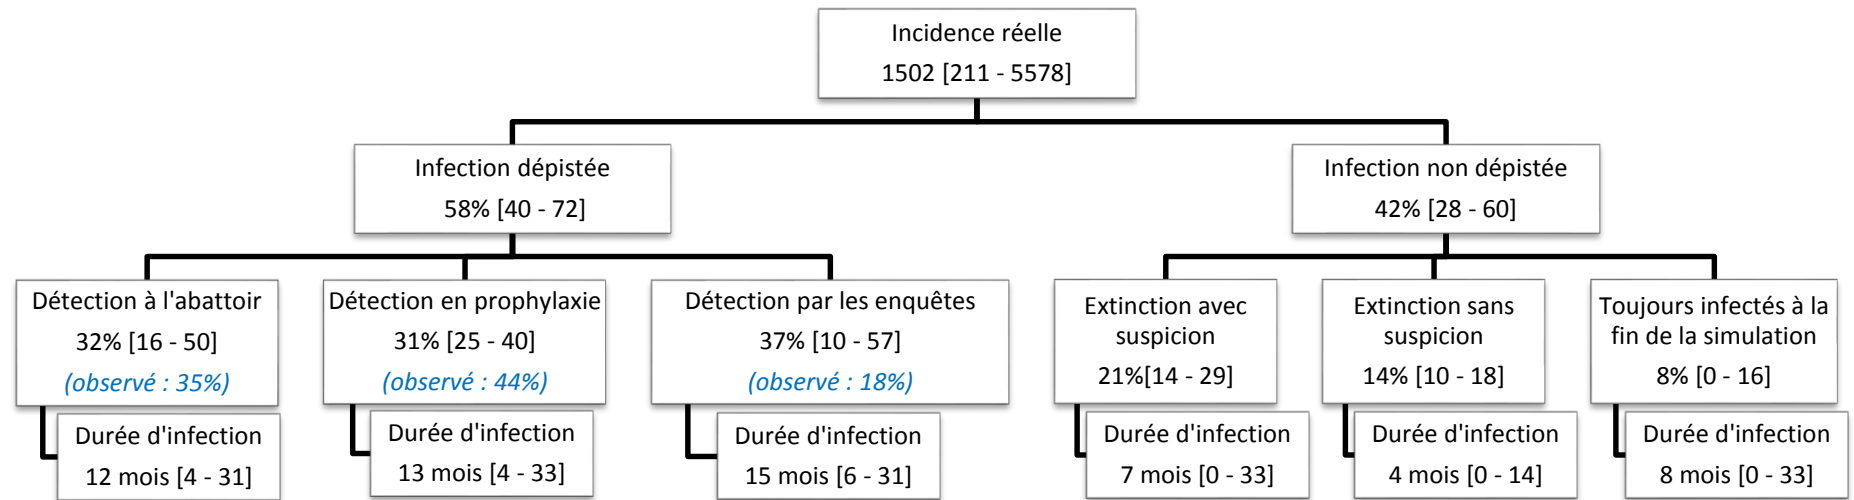 Incidence réelle
1502 [211 - 5578]
Infection dépistée
58% [40 - 72]
Infection non dépistée
42% [28 - 60]
Détection à l'abattoir
32% [16 - 50]
(observé : 35%)
Détection en prophylaxie
31% [25 - 40]
(observé : 44%)
Détection par les enquêtes
37% [10 - 57]
(observé : 18%)
Extinction avec
suspicion
21%[14 - 29]
Extinction sans
suspicion
14% [10 - 18]
Toujours infectés à la
fin de la simulation
8% [0 - 16]
Durée d'infection
12 mois [4 - 31]
Durée d'infection
13 mois [4 - 33]
Durée d'infection
15 mois [6 - 31]
Durée d'infection
7 mois [0 - 33]
Durée d'infection
4 mois [0 - 14]
Durée d'infection
8 mois [0 - 33]